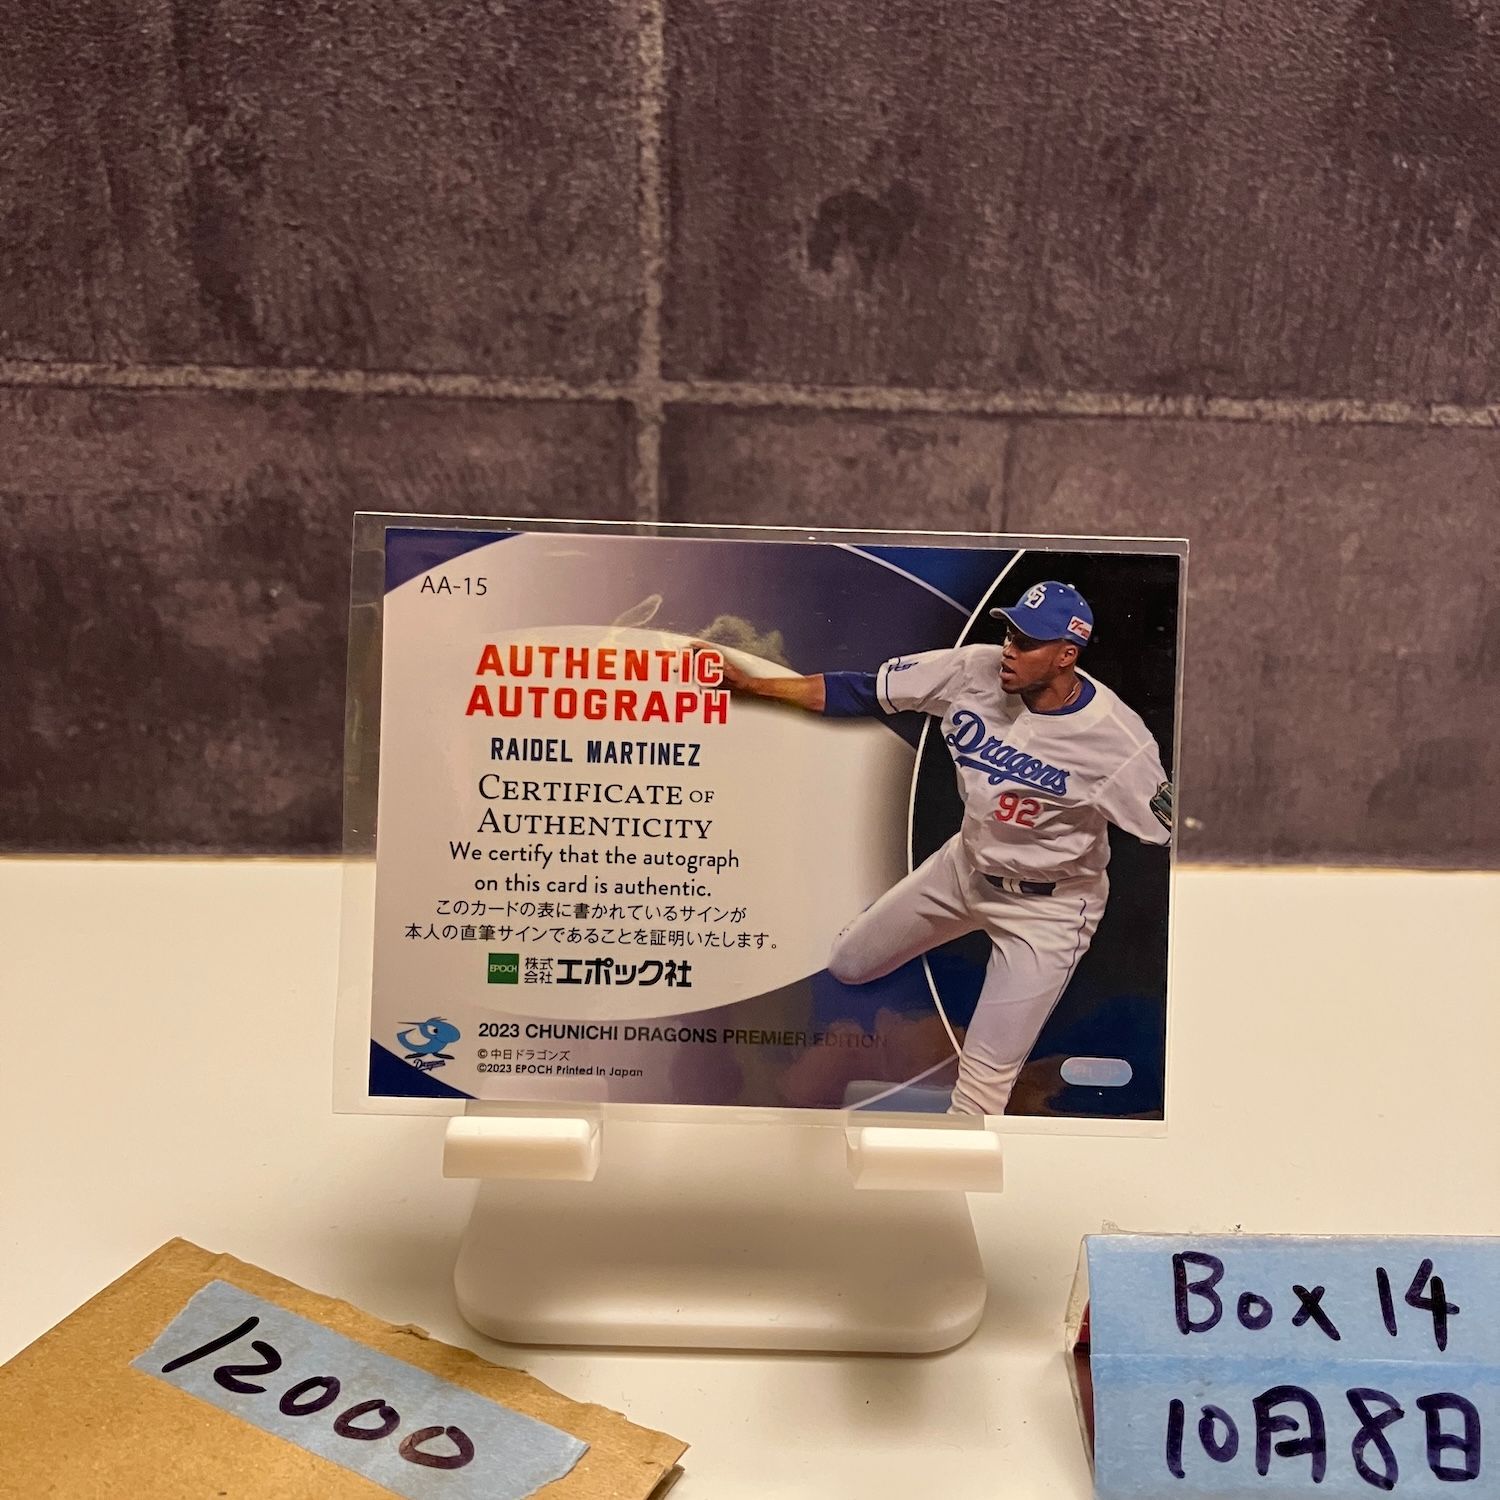 AA-15
AUTHENTIC
AUTOGRAPH
RAIDEL MARTINEZ
CERTIFICATE OF
AUTHENTICITY
We certify that the autograph
on this card is authentic.
このカードの表に書かれているサインが
本人の直筆サインであることを証明いたします。
EPOCH 株式会社エポック社
2023 CHUNICHI DRAGONS PREMIER EDITION
©中日ドラゴンズ
©2023 EPOCH Printed in Japan
Dragons
CD
Dragons
92
12000
Box 14
10月8日